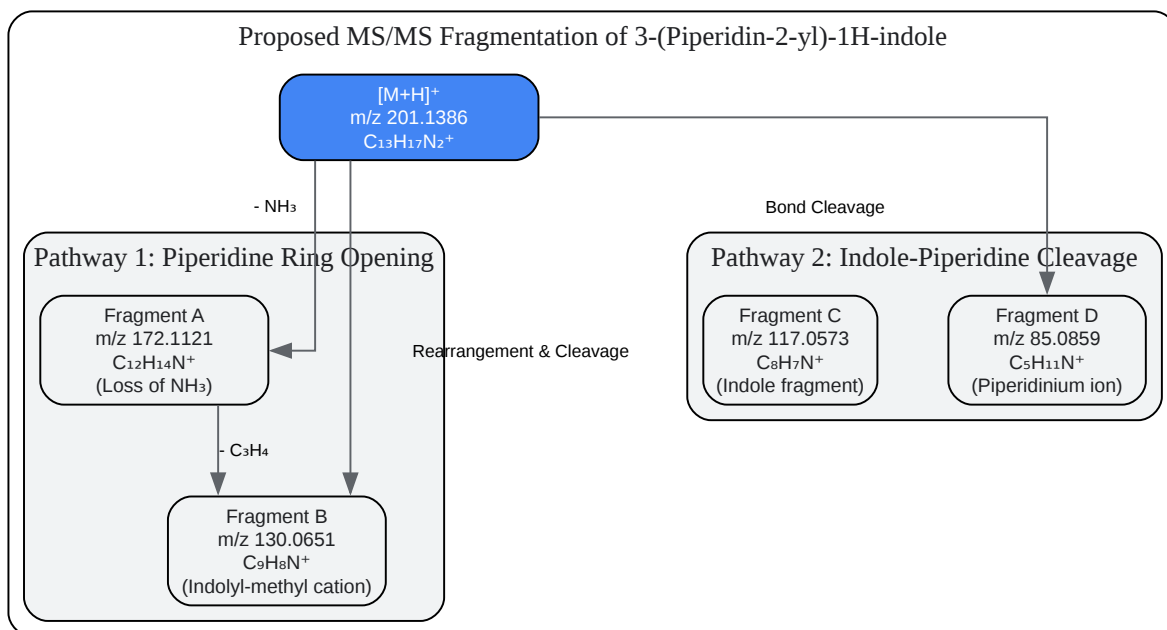 Proposed MS/MS Fragmentation of 3-(Piperidin-2-yl)-1H-indole
[M+H]⁺
m/z 201.1386
C₁₃H₁₇N₂⁺
- NH₃
Bond Cleavage
Pathway 1: Piperidine Ring Opening
Pathway 2: Indole-Piperidine Cleavage
Fragment A
m/z 172.1121
C₁₂H₁₄N⁺
(Loss of NH₃)
Rearrangement & Cleavage
Fragment C
m/z 117.0573
C₈H₇N⁺
(Indole fragment)
Fragment D
m/z 85.0859
C₅H₁₁N⁺
(Piperidinium ion)
- C₃H₄
Fragment B
m/z 130.0651
C₉H₈N⁺
(Indolyl-methyl cation)